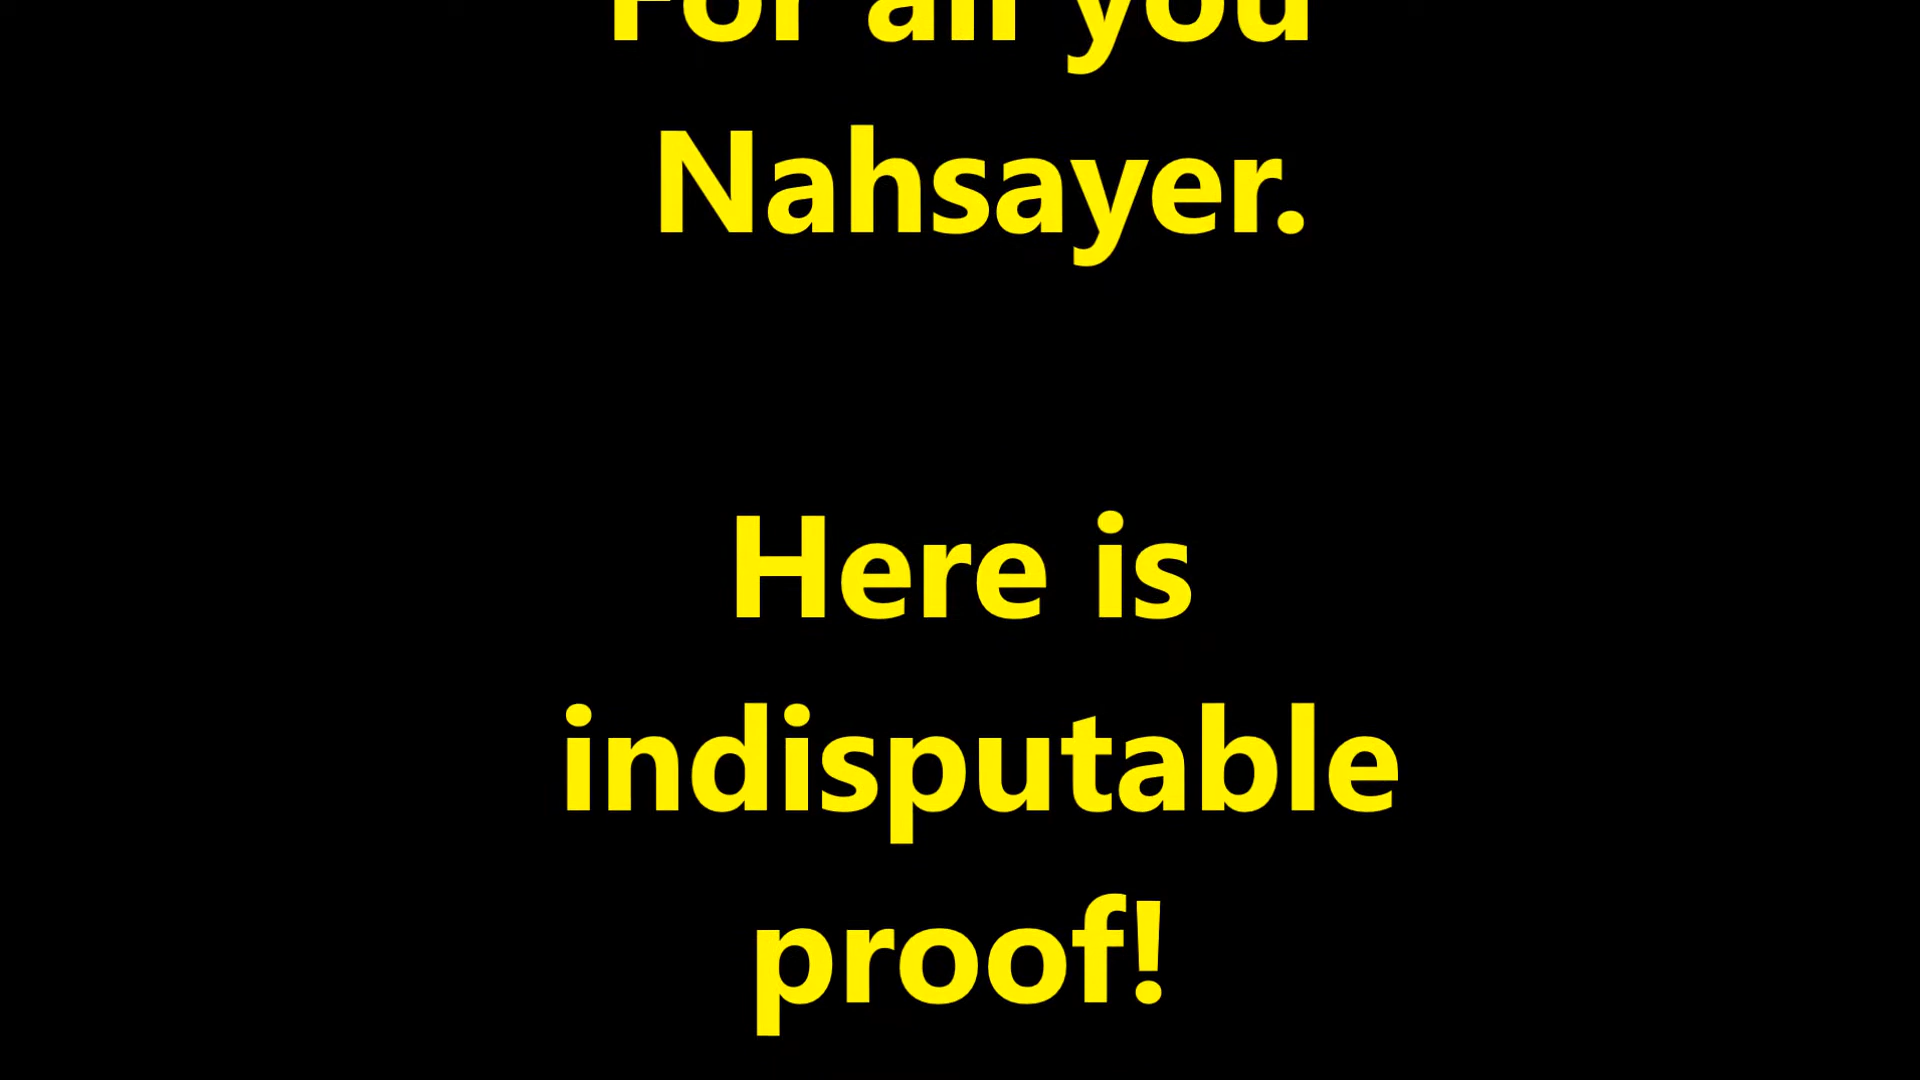 For all you
Nahsayer.
Here is
indisputable
proof!